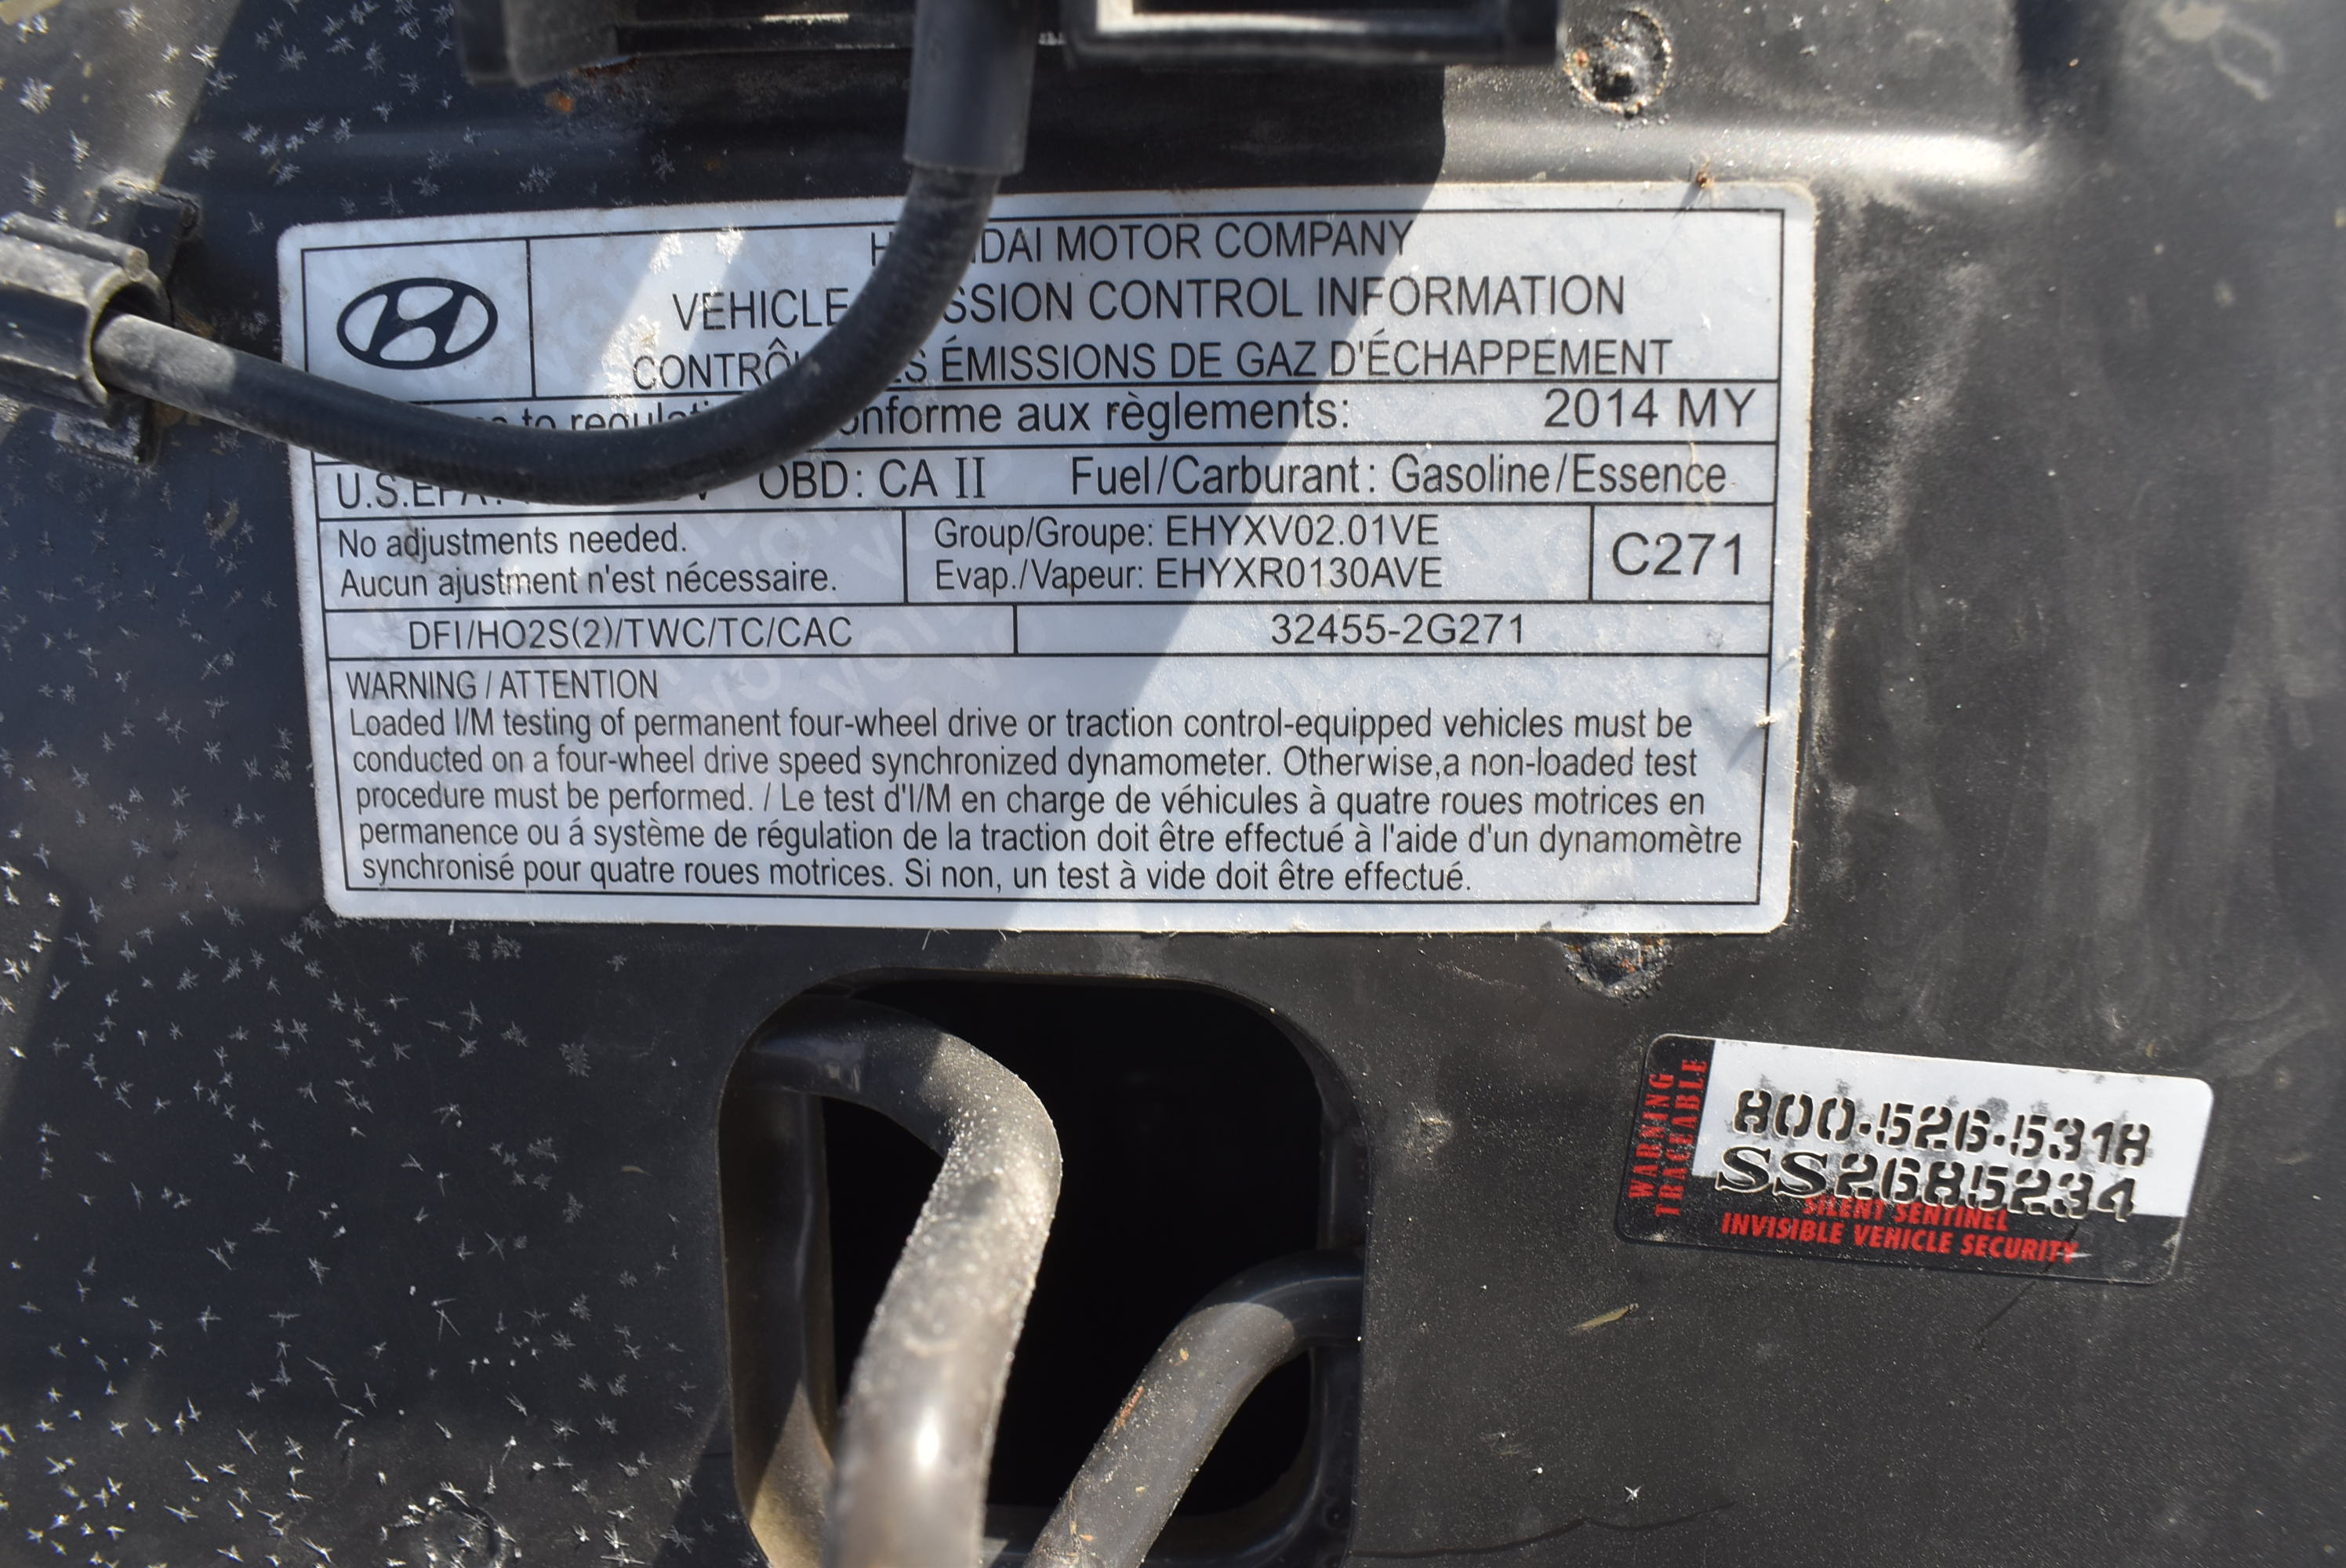 DAI MOTOR COMPANY
VEHICLE SSION CONTROL INFORMATION
CONTRÔ ÉMISSIONS DE GAZ D'ÉCHAPPEMENT
to aux règlements: 2014 MY
U.S.EPA: OBD: CA II Fuel/Carburant: Gasoline/Essence
No adjustments needed.
Aucun ajustment n'est nécessaire.
Group/Groupe: EHYXV02.01VE
Evap./Vapeur: EHYXR0130AVE
C271
DFI/HO2S(2)/TWC/TC/CAC
32455-2G271
WARNING / ATTENTION
Loaded I/M testing of permanent four-wheel drive or traction control-equipped vehicles must be
conducted on a four-wheel drive speed synchronized dynamometer. Otherwise,a non-loaded test
procedure must be performed. / Le test d'I/M en charge de véhicules à quatre roues motrices en
permanence ou á système de régulation de la traction doit être effectué à l'aide d'un dynamomètre
synchronisé pour quatre roues motrices. Si non, un test à vide doit être effectué.
WARNING
TRACEABLE
800-526-5318
SS2685234
SILENT SENTINEL
INVISIBLE VEHICLE SECURITY